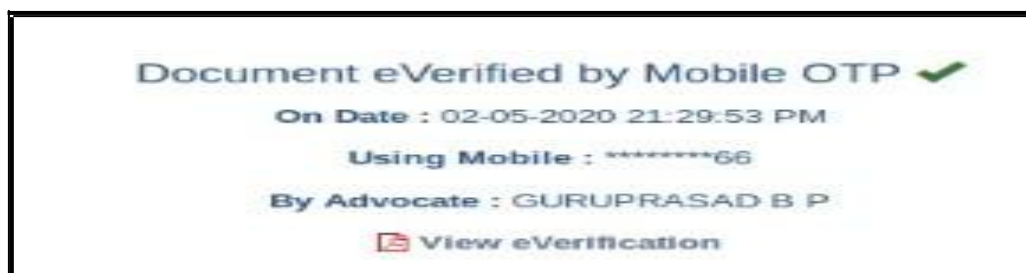 Document eVerified by Mobile OTP ✔
On Date : 02-05-2020 21:29:53 PM
Using Mobile : ********66
By Advocate : GURUPRASAD B P
View eVerification